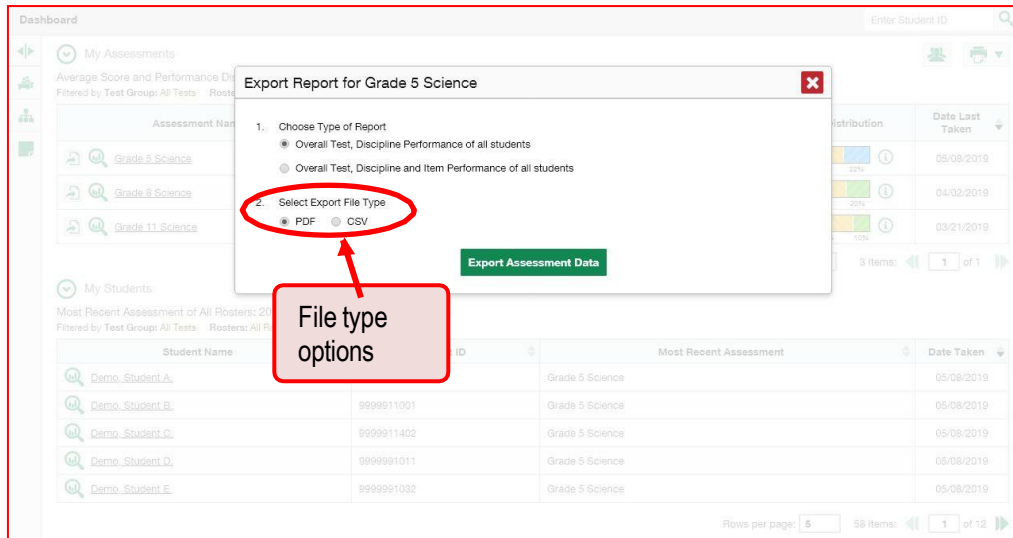 Dashboard
Enter Student ID
My Assessments
Average Score and Performance Di
Filtered by Test Group: All Tests Roste
Export Report for Grade 5 Science
1. Choose Type of Report
Overall Test, Discipline Performance of all students
Overall Test, Discipline and Item Performance of all students
2. Select Export File Type
PDF CSV
Export Assessment Data
Assessment Nan
istribution
Date Last
Taken
Grade 5 Science
22%
05/08/2019
Grade 8 Science
20%
04/02/2019
Grade 11 Science
10%
03/21/2019
3 Items: 1 of 1
File type
options
My Students
Most Recent Assessment of All Rosters: 20
Filtered by Test Group: All Tests Rosters: All R
Student Name ID Most Recent Assessment Date Taken
Demo, Student A. Grade 5 Science 05/08/2019
Demo, Student B. 9999911001 Grade 5 Science 05/08/2019
Demo, Student C. 9999911402 Grade 5 Science 05/08/2019
Demo, Student D. 9999991011 Grade 5 Science 05/08/2019
Demo, Student E. 9999991032 Grade 5 Science 05/08/2019
Rows per page: 5 58 Items: 1 of 12